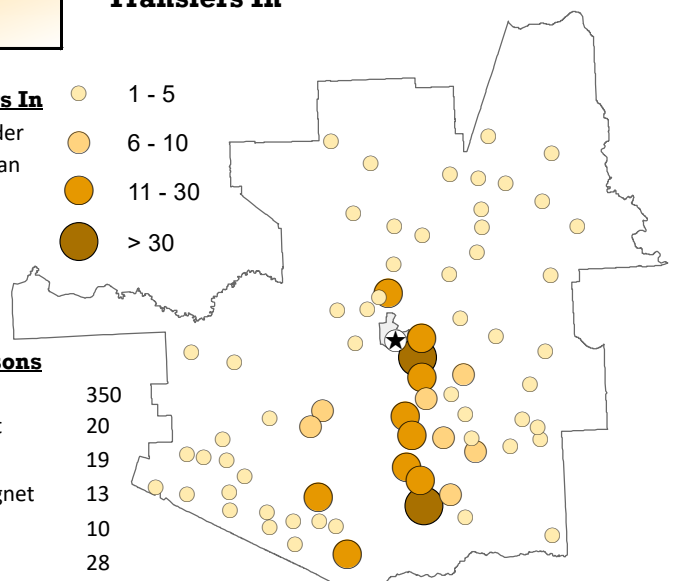 Transfers In
s In
der
an
1 - 5
6 - 10
11 - 30
> 30
sons
350
t 20
19
gnet 13
10
28